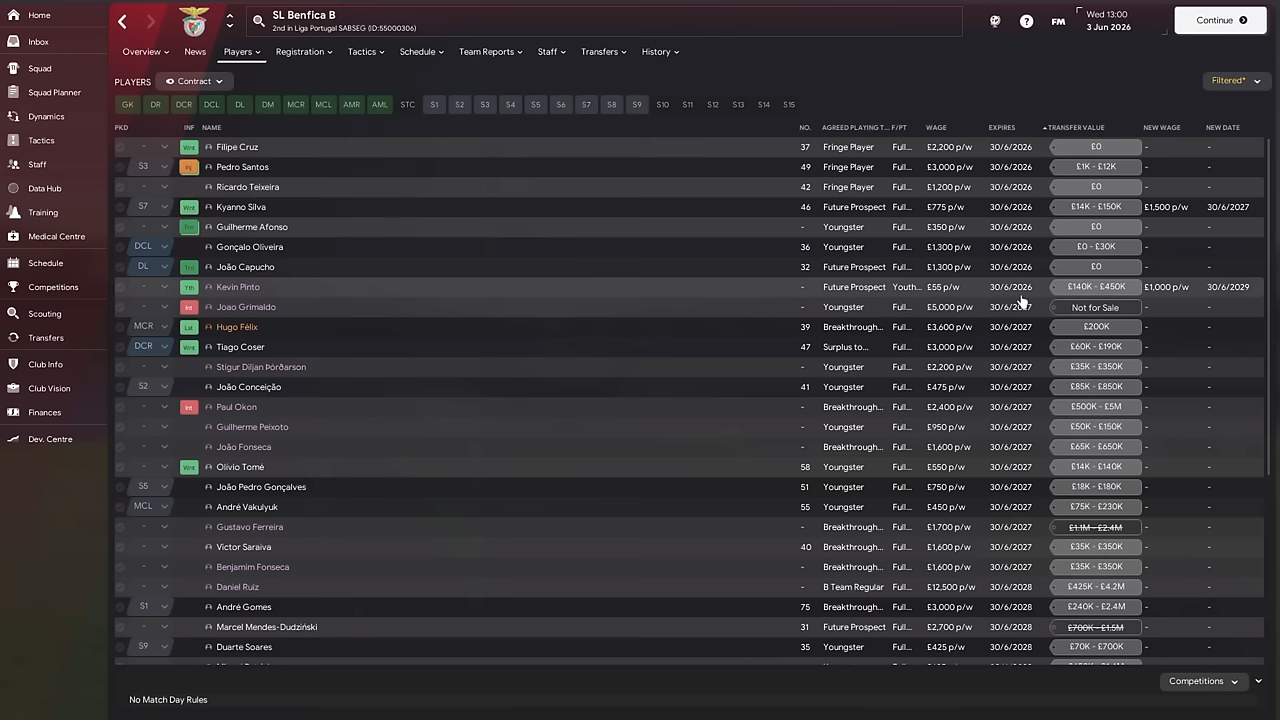 Home
Inbox
Squad
Squad Planner
Dynamics
Tactics
Staff
Data Hub
Training
Medical Centre
Schedule
Competitions
Scouting
Transfers
Club Info
Club Vision
Finances
Dev. Centre
SL Benfica B
2nd in Liga Portugal SABSEG (ID:55000306)
FM
Wed 13:00
3 Jun 2026
Continue
Overview News Players Registration Tactics Schedule Team Reports Staff Transfers History
PLAYERS Contract Filtered*
GK DR DCR DCL DL DM MCR MCL AMR AML STC S1 S2 S3 S4 S5 S6 S7 S8 S9 S10 S11 S12 S13 S14 S15
PKD INF NAME NO. AGREED PLAYING T... F/PT WAGE EXPIRES TRANSFER VALUE NEW WAGE NEW DATE
- Wnt Filipe Cruz 37 Fringe Player Full... £2,200 p/w 30/6/2026 £0 - -
S3 Inj Pedro Santos 49 Fringe Player Full... £3,000 p/w 30/6/2026 £1K - £12K - -
- Ricardo Teixeira 42 Fringe Player Full... £1,200 p/w 30/6/2026 £0 - -
S7 Wnt Kyanno Silva 46 Future Prospect Full... £775 p/w 30/6/2026 £14K - £150K £1,500 p/w 30/6/2027
- Trn Guilherme Afonso - Youngster Full... £350 p/w 30/6/2026 £0 - -
DCL Gonçalo Oliveira 36 Youngster Full... £1,300 p/w 30/6/2026 £0 - £30K - -
DL Trn João Capucho 32 Future Prospect Full... £1,300 p/w 30/6/2026 £0 - -
- Yth Kevin Pinto - Future Prospect Youth... £55 p/w 30/6/2026 £140K - £450K £1,000 p/w 30/6/2029
- Int Joao Grimaldo - Youngster Full... £5,000 p/w 30/6/2027 Not for Sale - -
MCR Lst Hugo Félix 39 Breakthrough... Full... £3,600 p/w 30/6/2027 £200K - -
DCR Wnt Tiago Coser 47 Surplus to... Full... £3,000 p/w 30/6/2027 £60K - £190K - -
- Stígur Diljan Þórðarson - Youngster Full... £2,200 p/w 30/6/2027 £35K - £350K - -
S2 João Conceição 41 Youngster Full... £475 p/w 30/6/2027 £85K - £850K - -
- Int Paul Okon - Breakthrough... Full... £2,400 p/w 30/6/2027 £500K - £5M - -
- Guilherme Peixoto - Youngster Full... £950 p/w 30/6/2027 £50K - £150K - -
- João Fonseca - Breakthrough... Full... £1,600 p/w 30/6/2027 £65K - £650K - -
- Wnt Olívio Tomé 58 Youngster Full... £550 p/w 30/6/2027 £14K - £140K - -
S5 João Pedro Gonçalves 51 Youngster Full... £750 p/w 30/6/2027 £18K - £180K - -
MCL André Vakulyuk 55 Youngster Full... £450 p/w 30/6/2027 £75K - £230K - -
- Gustavo Ferreira - Breakthrough... Full... £1,700 p/w 30/6/2027 £1.1M - £2.4M - -
- Victor Saraiva 40 Breakthrough... Full... £1,600 p/w 30/6/2027 £35K - £350K - -
- Benjamim Fonseca - Breakthrough... Full... £1,600 p/w 30/6/2027 £35K - £350K - -
- Daniel Ruiz - B Team Regular Full... £12,500 p/w 30/6/2028 £425K - £4.2M - -
S1 André Gomes 75 Breakthrough... Full... £3,000 p/w 30/6/2028 £240K - £2.4M - -
- Marcel Mendes-Dudziński 31 Future Prospect Full... £2,700 p/w 30/6/2028 £700K - £1.5M - -
S9 Duarte Soares 35 Youngster Full... £425 p/w 30/6/2028 £70K - £700K - -
Competitions
No Match Day Rules